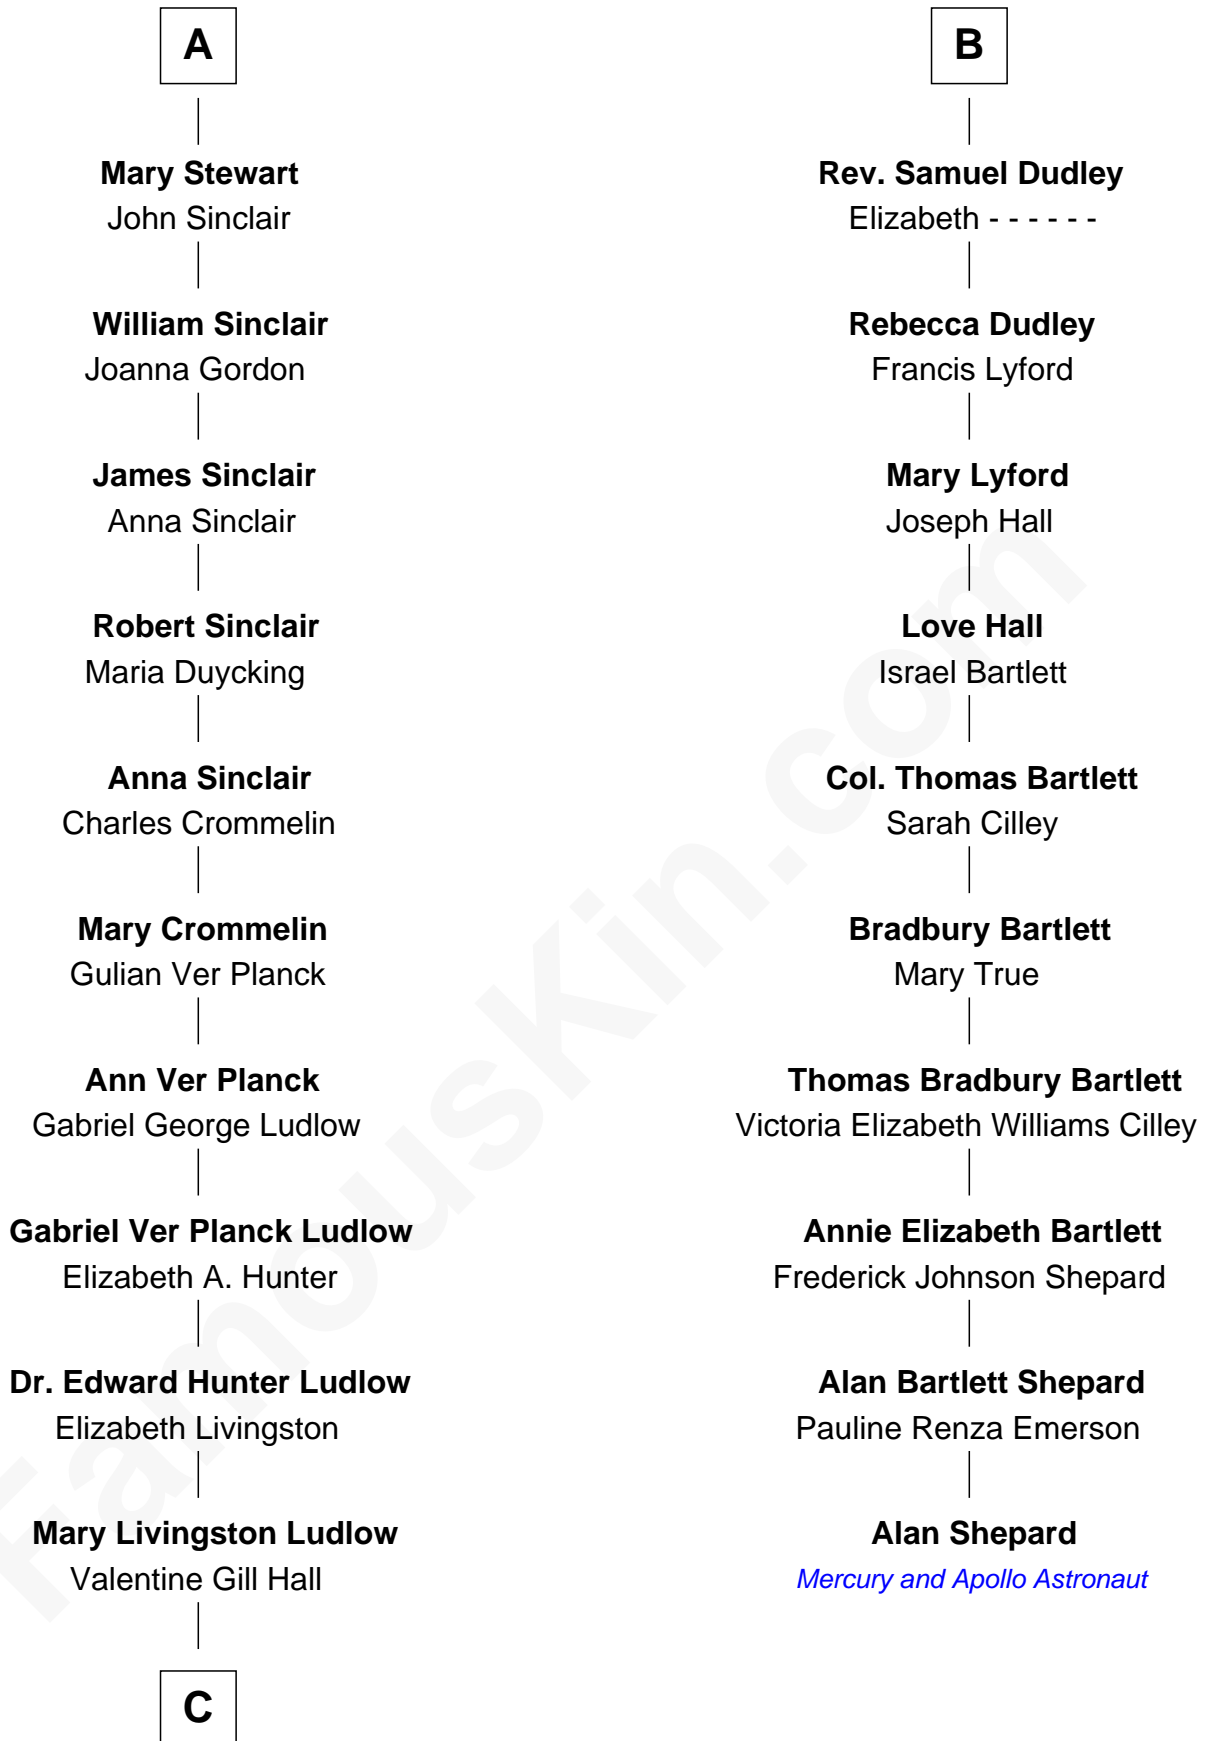 A
Mary Stewart
John Sinclair
William Sinclair
Joanna Gordon
James Sinclair
Anna Sinclair
Robert Sinclair
Maria Duycking
Anna Sinclair
Charles Crommelin
Mary Crommelin
Gulian Ver Planck
Ann Ver Planck
Gabriel George Ludlow
Gabriel Ver Planck Ludlow
Elizabeth A. Hunter
Dr. Edward Hunter Ludlow
Elizabeth Livingston
Mary Livingston Ludlow
Valentine Gill Hall
C
B
Rev. Samuel Dudley
Elizabeth - - - - - -
Rebecca Dudley
Francis Lyford
Mary Lyford
Joseph Hall
Love Hall
Israel Bartlett
Col. Thomas Bartlett
Sarah Cilley
Bradbury Bartlett
Mary True
Thomas Bradbury Bartlett
Victoria Elizabeth Williams Cilley
Annie Elizabeth Bartlett
Frederick Johnson Shepard
Alan Bartlett Shepard
Pauline Renza Emerson
Alan Shepard
Mercury and Apollo Astronaut
FamousKin.com